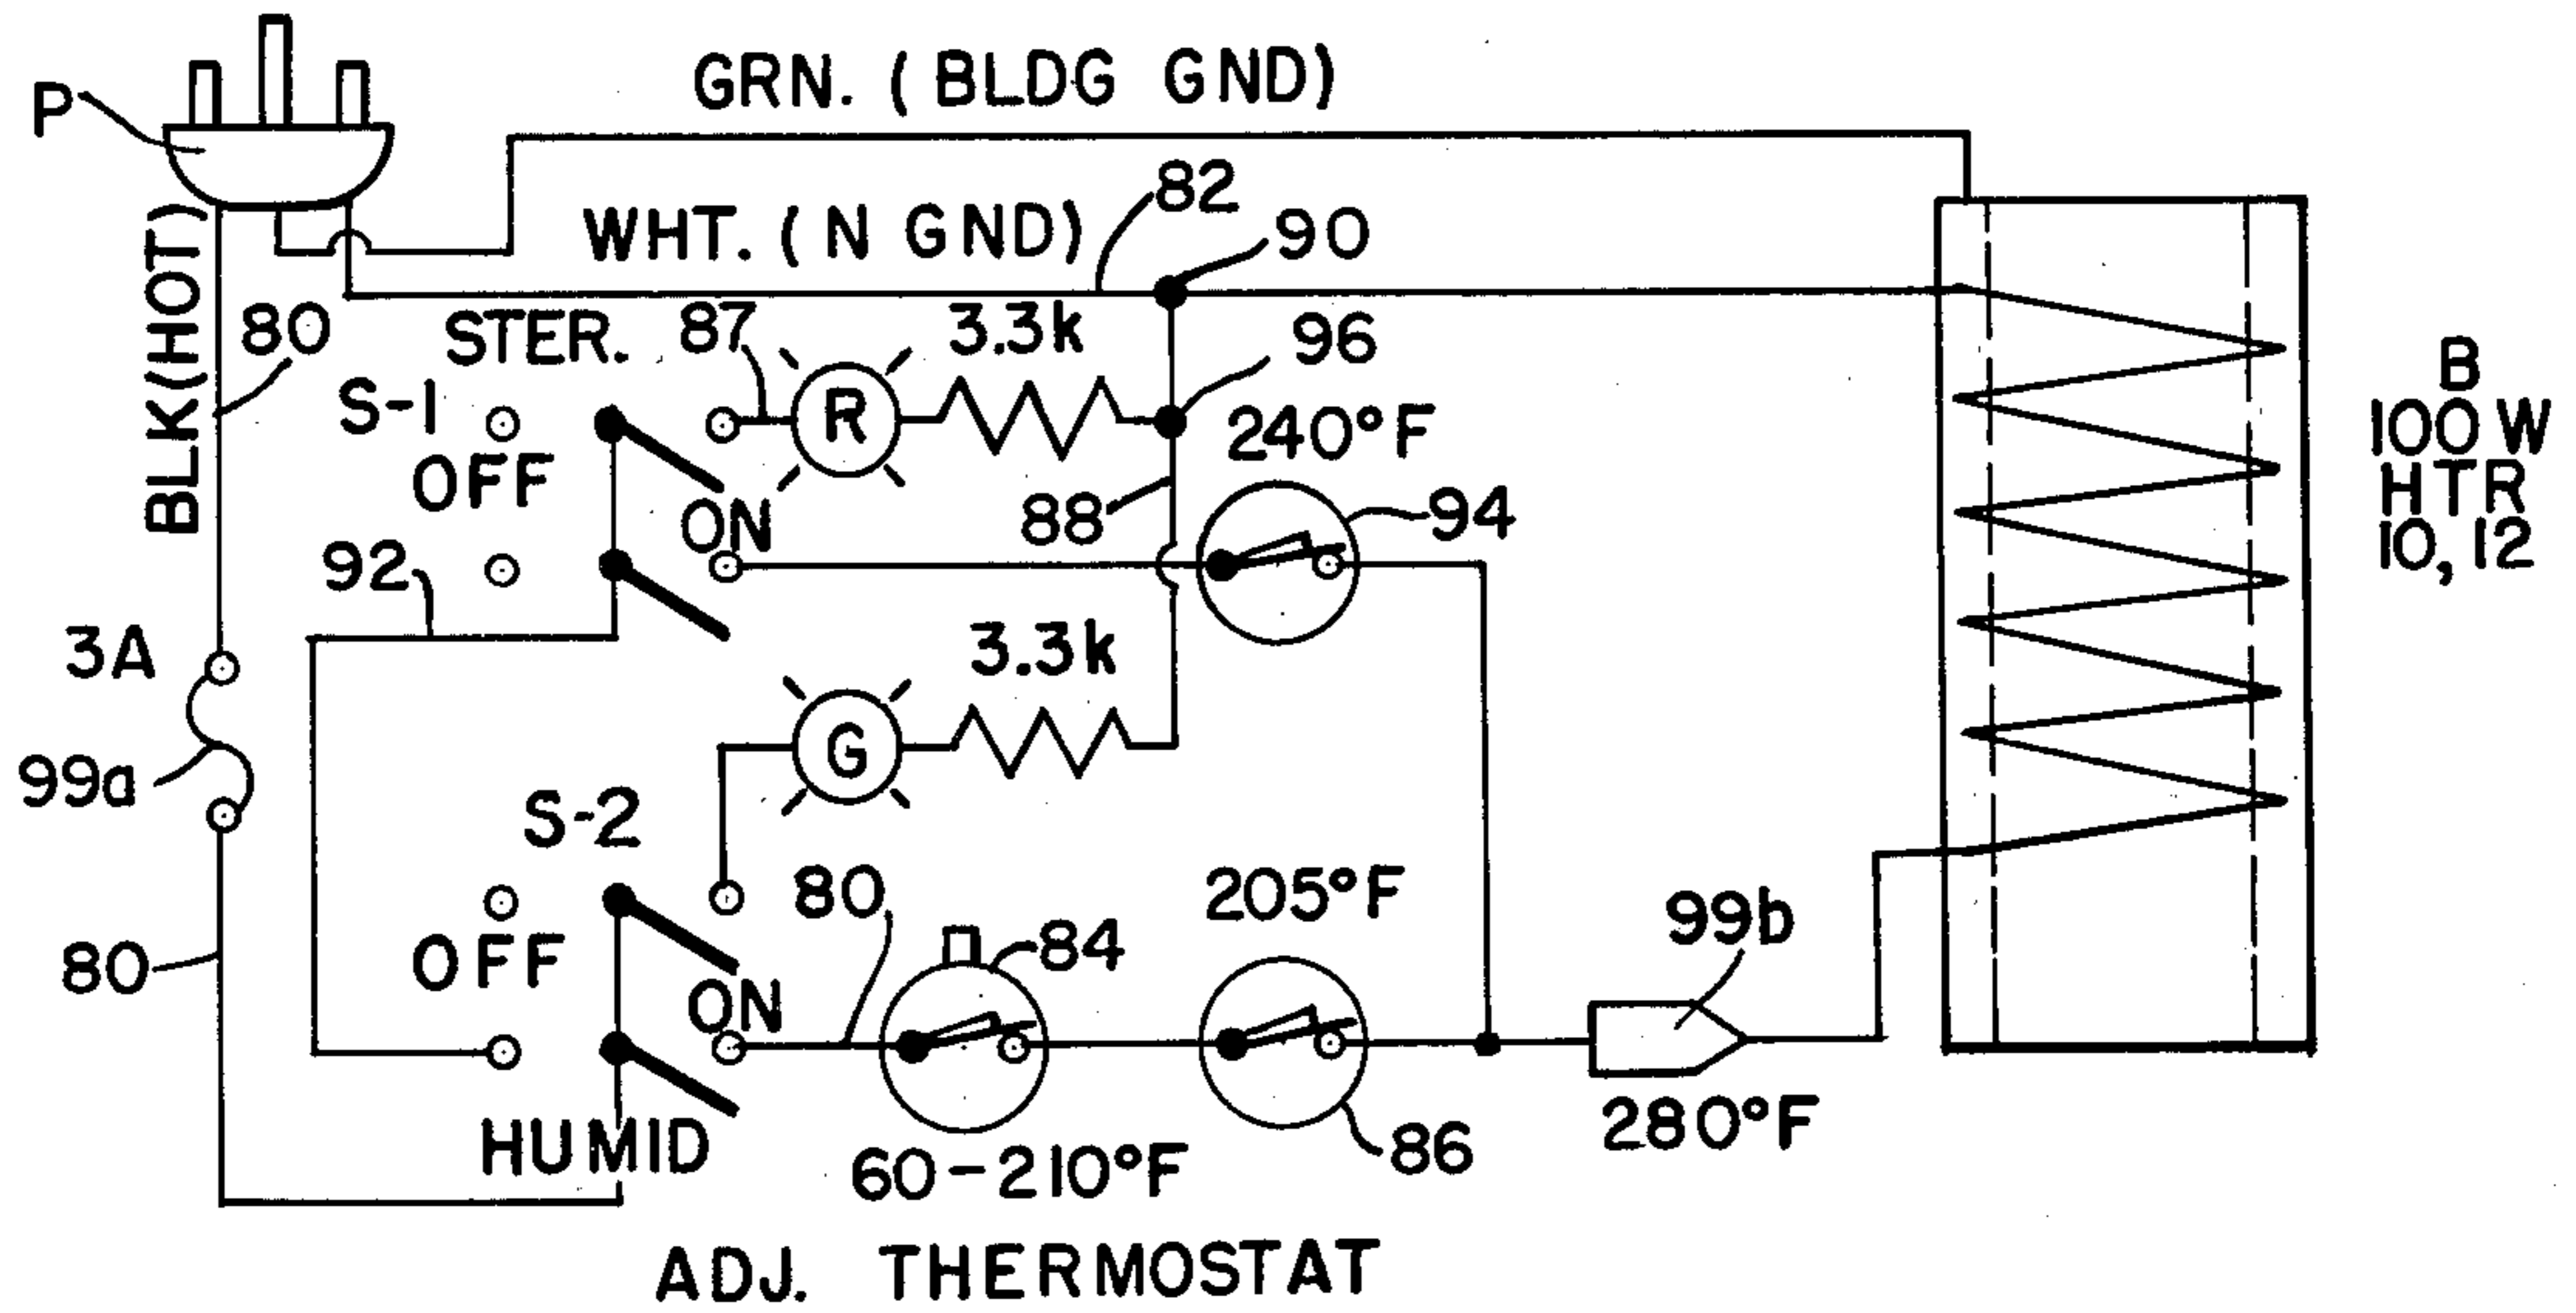 P
GRN. (BLDG GND)
BLK(HOT)
WHT. (N GND)
82
90
80
STER.
87
3.3k
96
S-1
R
240°F
OFF
ON
88
94
92
B
100 W
HTR
10, 12
3A
3.3k
99a
G
S-2
80
205°F
99b
80
OFF
84
ON
HUMID
60-210°F
86
280°F
ADJ. THERMOSTAT